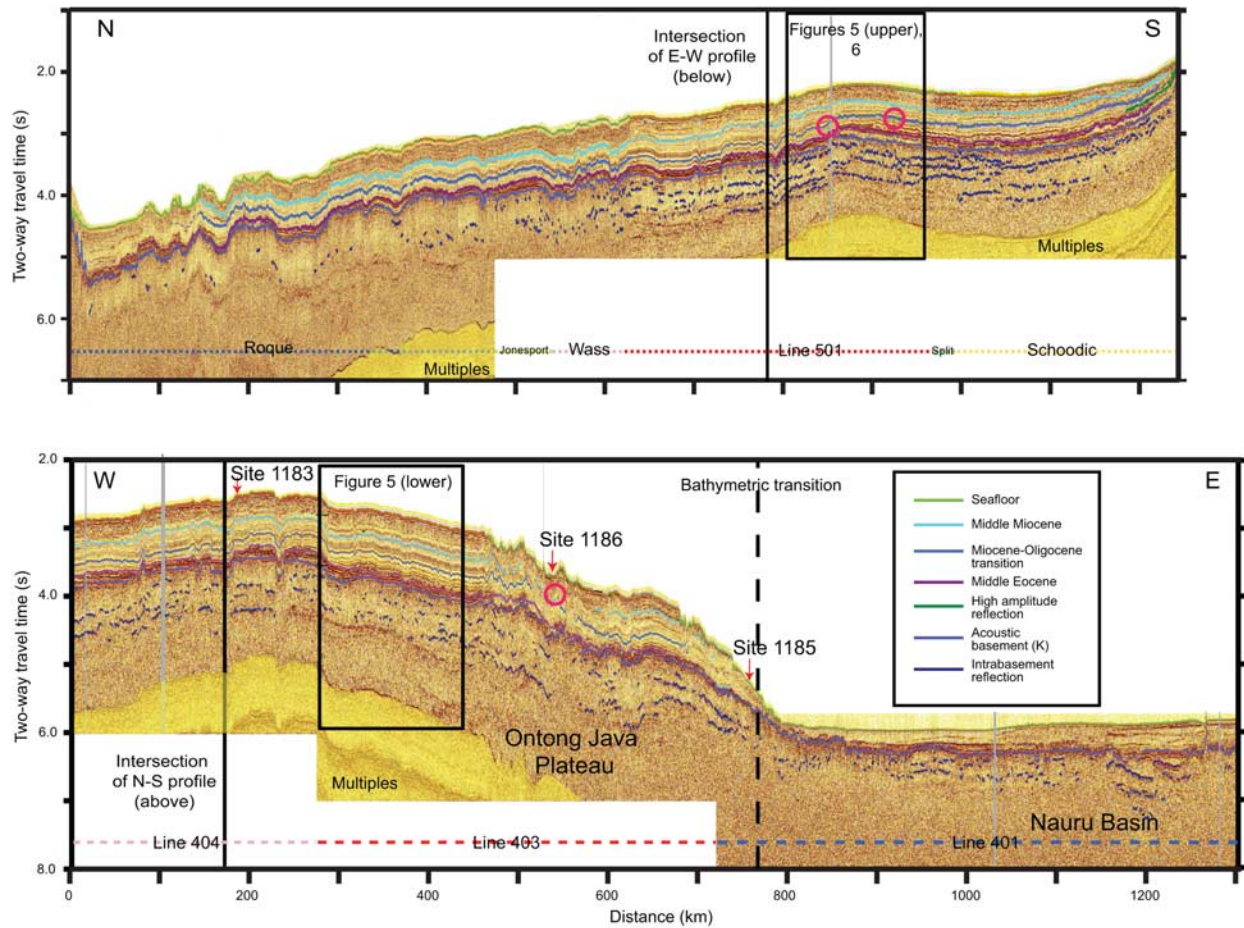 N
Intersection
of E-W profile
(below)
Figures 5 (upper),
6
S
2.0
4.0
6.0
Two-way travel time (s)
Multiples
Roque
Multiples
Jonesport
Wass
Line 501
Split
Schoodic
2.0
4.0
6.0
8.0
Two-way travel time (s)
W
Site 1183
Figure 5 (lower)
Site 1186
Bathymetric transition
Site 1185
E
Seafloor
Middle Miocene
Miocene-Oligocene
transition
Middle Eocene
High amplitude
reflection
Acoustic
basement (K)
Intrabasement
reflection
Ontong Java
Plateau
Intersection
of N-S profile
(above)
Multiples
Nauru Basin
Line 404
Line 403
Line 401
0
200
400
600
800
1000
1200
Distance (km)